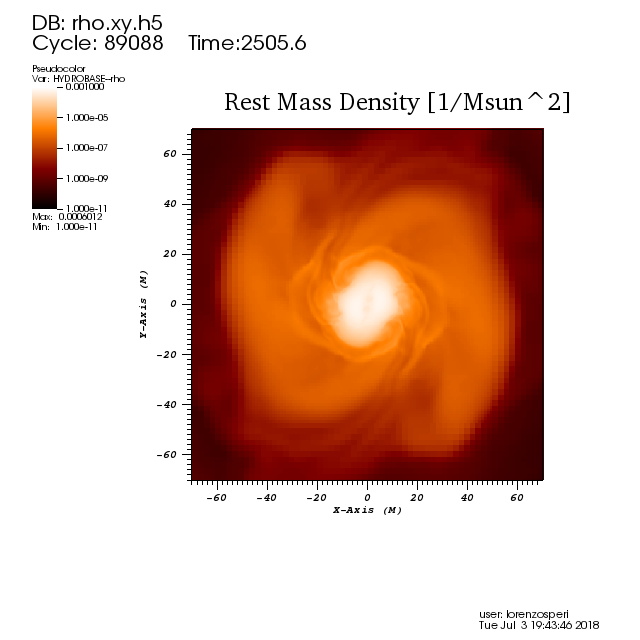 DB: rho.xy.h5
Cycle: 89088 Time:2505.6
Pseudocolor
Var: HYDROBASE--rho
0.001000
1.000e-05
1.000e-07
1.000e-09
1.000e-11
Max: 0.0006012
Min: 1.000e-11
Rest Mass Density [1/Msun^2]
60
40
20
0
-20
-40
-60
Y-Axis (M)
-60 -40 -20 0 20 40 60
X-Axis (M)
user: lorenzosperi
Tue Jul 3 19:43:46 2018